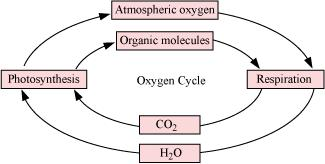 Atmospheric oxygen
Organic molecules
Photosynthesis
Oxygen Cycle
Respiration
CO₂
H₂O